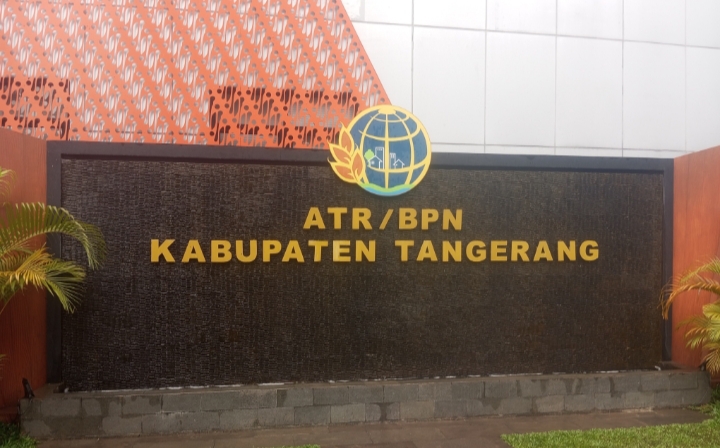 ATR/BPN
KABUPATEN TANGERANG